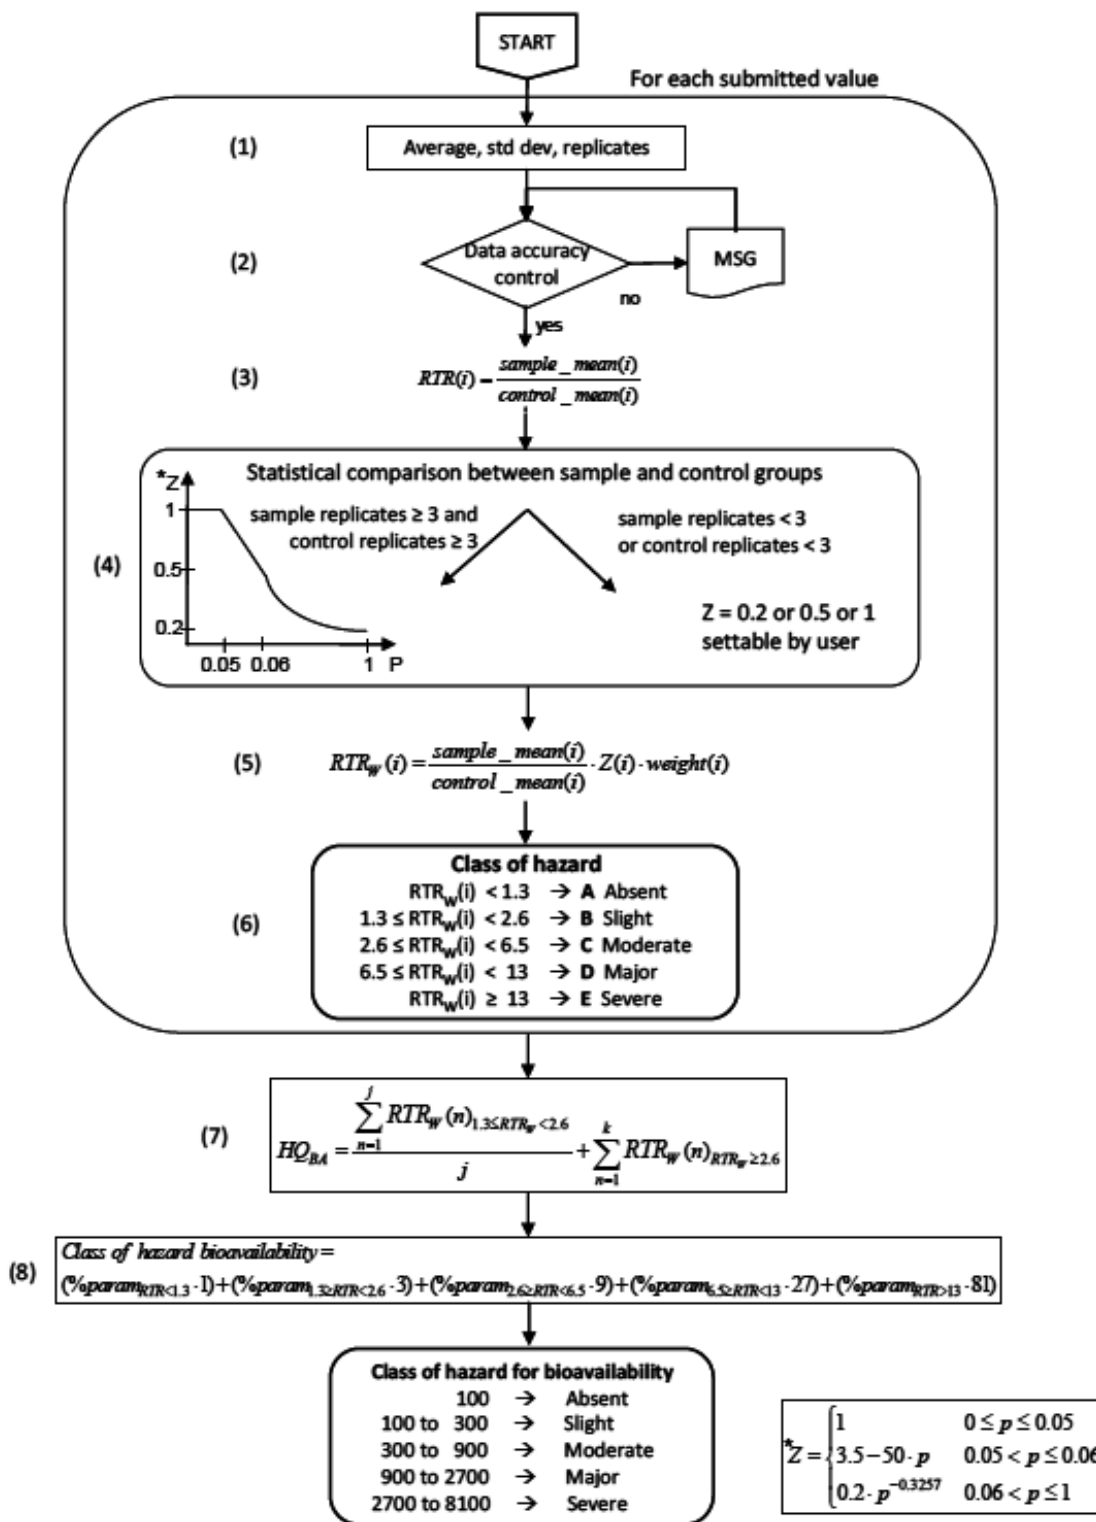 START
For each submitted value
(1)
Average, std dev, replicates
(2)
Data accuracy
control
MSG
no
yes
(3)
RTR(i) = sample_mean(i) / control_mean(i)
(4)
Statistical comparison between sample and control groups
*Z
1
0.5
0.2
0.05 0.06 1 P
sample replicates ≥ 3 and
control replicates ≥ 3
sample replicates < 3
or control replicates < 3
Z = 0.2 or 0.5 or 1
settable by user
(5)
RTR_W(i) = sample_mean(i) / control_mean(i) · Z(i) · weight(i)
(6)
Class of hazard
RTR_W(i) < 1.3 → A Absent
1.3 ≤ RTR_W(i) < 2.6 → B Slight
2.6 ≤ RTR_W(i) < 6.5 → C Moderate
6.5 ≤ RTR_W(i) < 13 → D Major
RTR_W(i) ≥ 13 → E Severe
(7)
HQ_BA = ∑_{n=1}^{j} RTR_W(n)_{1.3≤RTR_W<2.6} / j + ∑_{n=1}^{k} RTR_W(n)_{RTR_W≥2.6}
(8)
Class of hazard bioavailability =
(%param_{RTR<1.3} · 1) + (%param_{1.3≥RTR<2.6} · 3) + (%param_{2.6≥RTR<6.5} · 9) + (%param_{6.5≥RTR<13} · 27) + (%param_{RTR>13} · 81)
Class of hazard for bioavailability
100 → Absent
100 to 300 → Slight
300 to 900 → Moderate
900 to 2700 → Major
2700 to 8100 → Severe
*Z = {
1 0 ≤ p ≤ 0.05
3.5−50·p 0.05 < p ≤ 0.06
0.2·p^{−0.3257} 0.06 < p ≤ 1